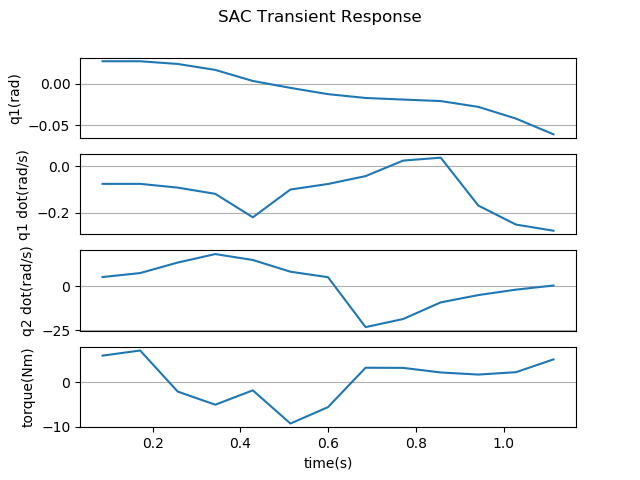 SAC Transient Response
q1(rad)
0.00
−0.05
q1 dot(rad/s)
0.0
−0.2
q2 dot(rad/s)
0
−25
torque(Nm)
0
−10
0.2 0.4 0.6 0.8 1.0
time(s)